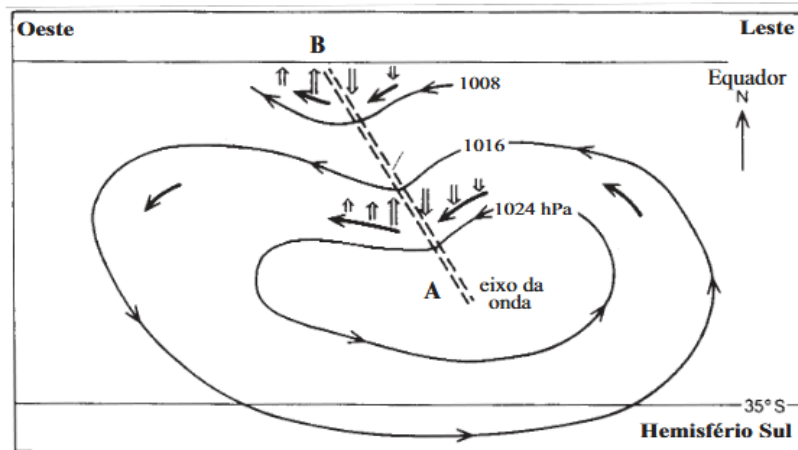 Oeste
Leste
B
1008
Equador
N
1016
1024 hPa
A
eixo da
onda
35° S
Hemisfério Sul